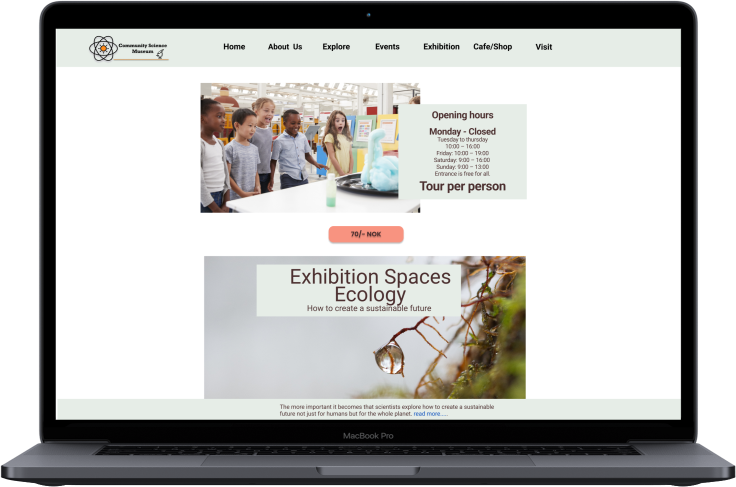 Community Science
Museum
Home About Us Explore Events Exhibition Cafe/Shop Visit
Opening hours
Monday - Closed
Tuesday to thursday
10:00 – 16:00
Friday: 10:00 – 19:00
Saturday: 9:00 – 16:00
Sunday: 9:00 – 13:00
Entrance is free for all.
Tour per person
70/- NOK
Exhibition Spaces
Ecology
How to create a sustainable future
The more important it becomes that scientists explore how to create a sustainable
future not just for humans but for the whole planet. read more.....
MacBook Pro